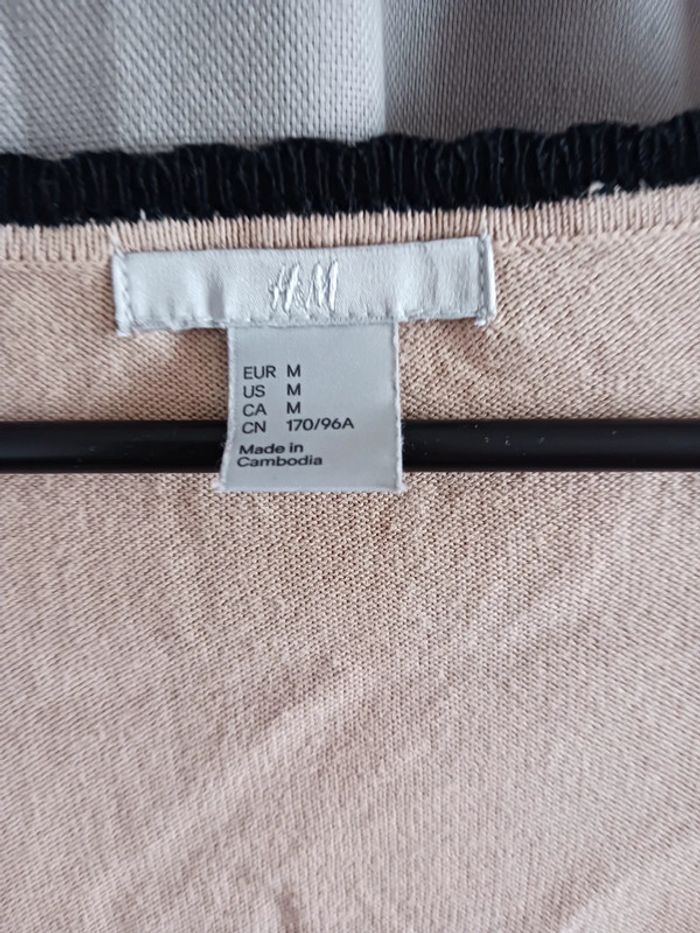 H&M
EUR M
US M
CA M
CN 170/96A
Made in
Cambodia